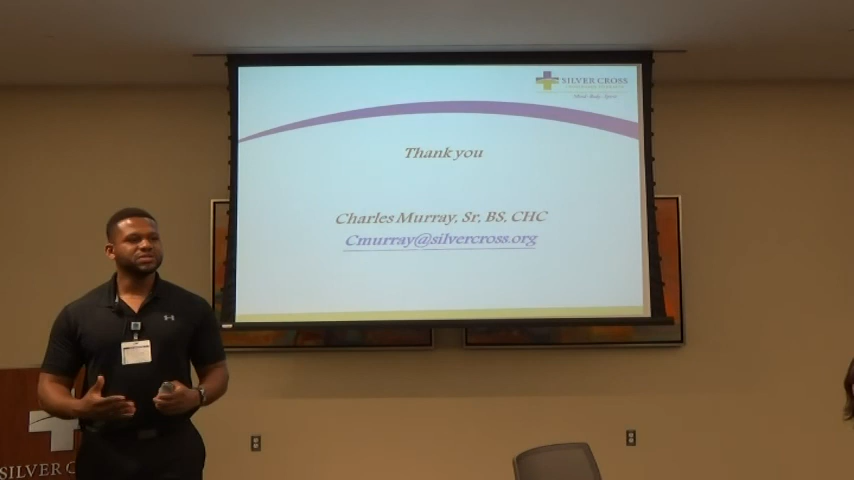 SILVER CROSS
Thank you
Charles Murray, Sr, BS, CHC
Cmurray@silvercross.org
SILVER C